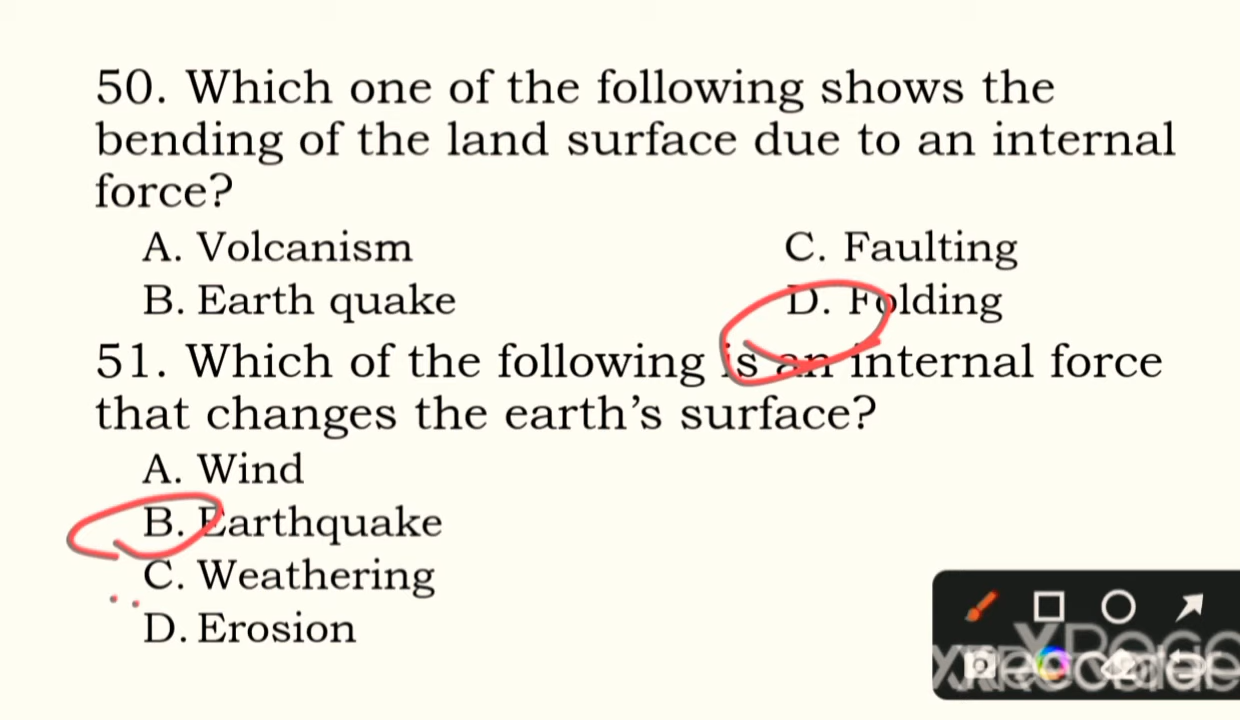 50. Which one of the following shows the
bending of the land surface due to an internal
force?
A. Volcanism
C. Faulting
B. Earth quake
D. Folding
51. Which of the following is an internal force
that changes the earth's surface?
A. Wind
B. Earthquake
C. Weathering
D. Erosion